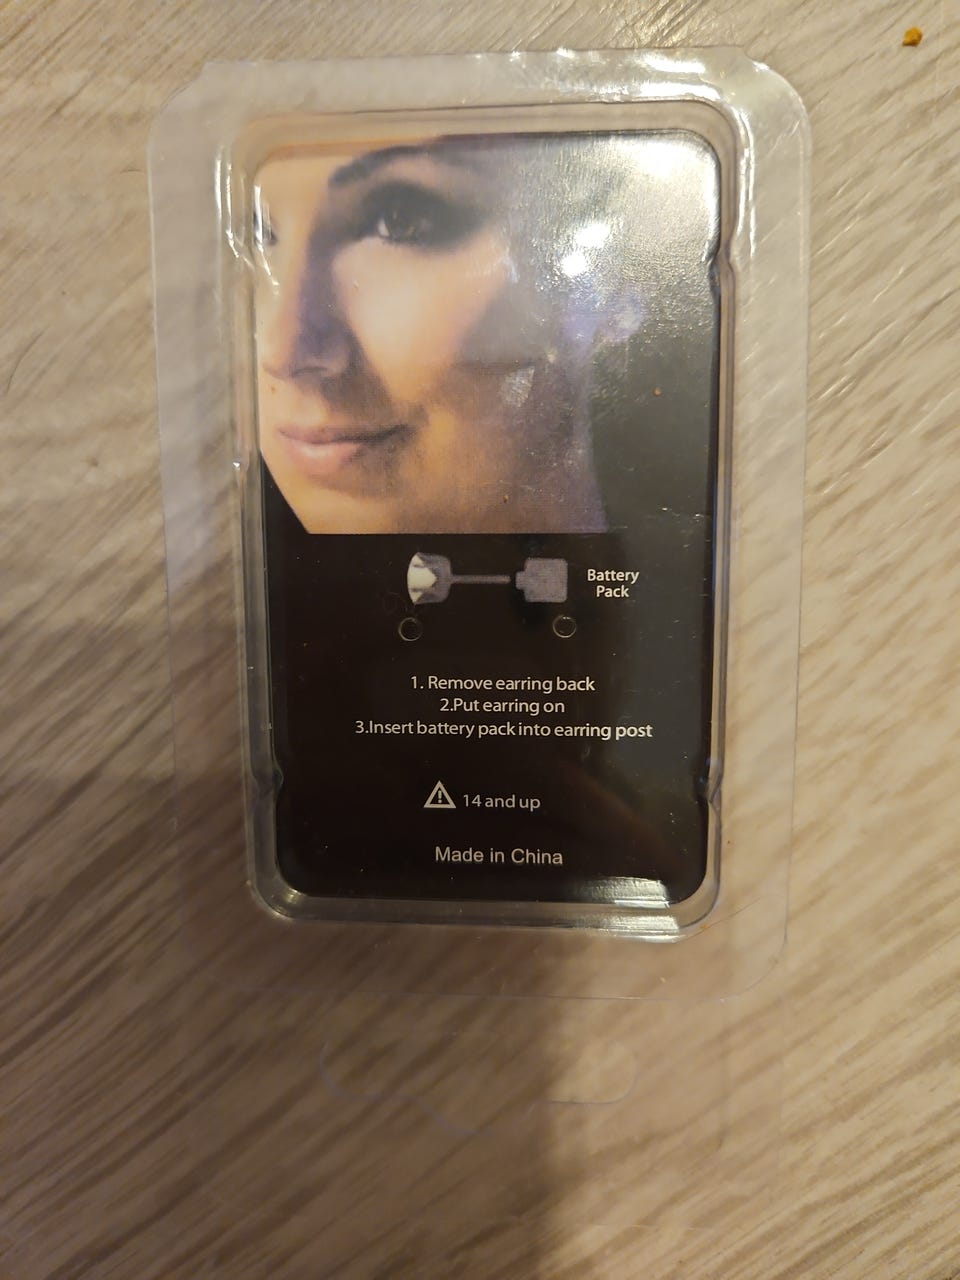 Battery
Pack
1. Remove earring back
2.Put earring on
3.Insert battery pack into earring post
14 and up
Made in China